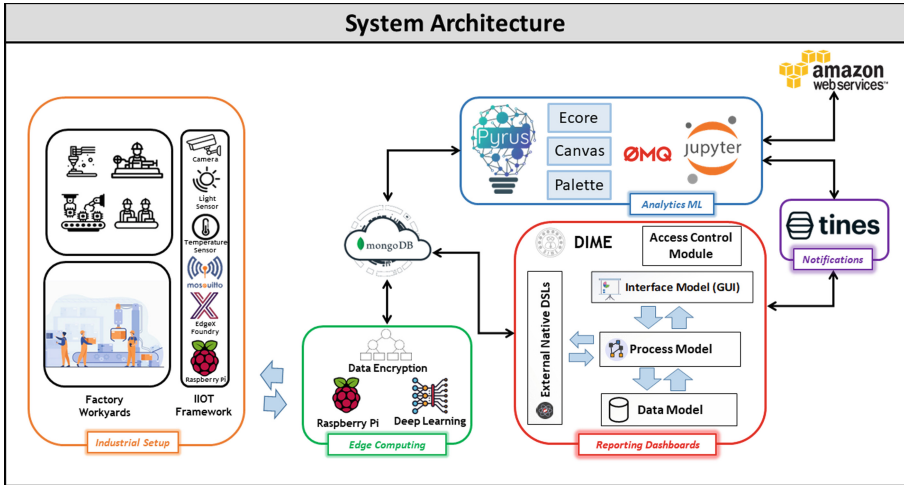 System Architecture
amazon
web services™
Pyrus
Ecore
Canvas
Palette
ØMQ
jupyter
Analytics ML
Camera
Light
Sensor
Temperature
Sensor
mosquitto
EdgeX
Foundry
Raspberry Pi
Factory
Workyards
IIOT
Framework
Industrial Setup
mongoDB
Data Encryption
Raspberry Pi
Deep Learning
Edge Computing
DIME
Access Control
Module
External Native DSLs
Interface Model (GUI)
Process Model
Data Model
Reporting Dashboards
tines
Notifications